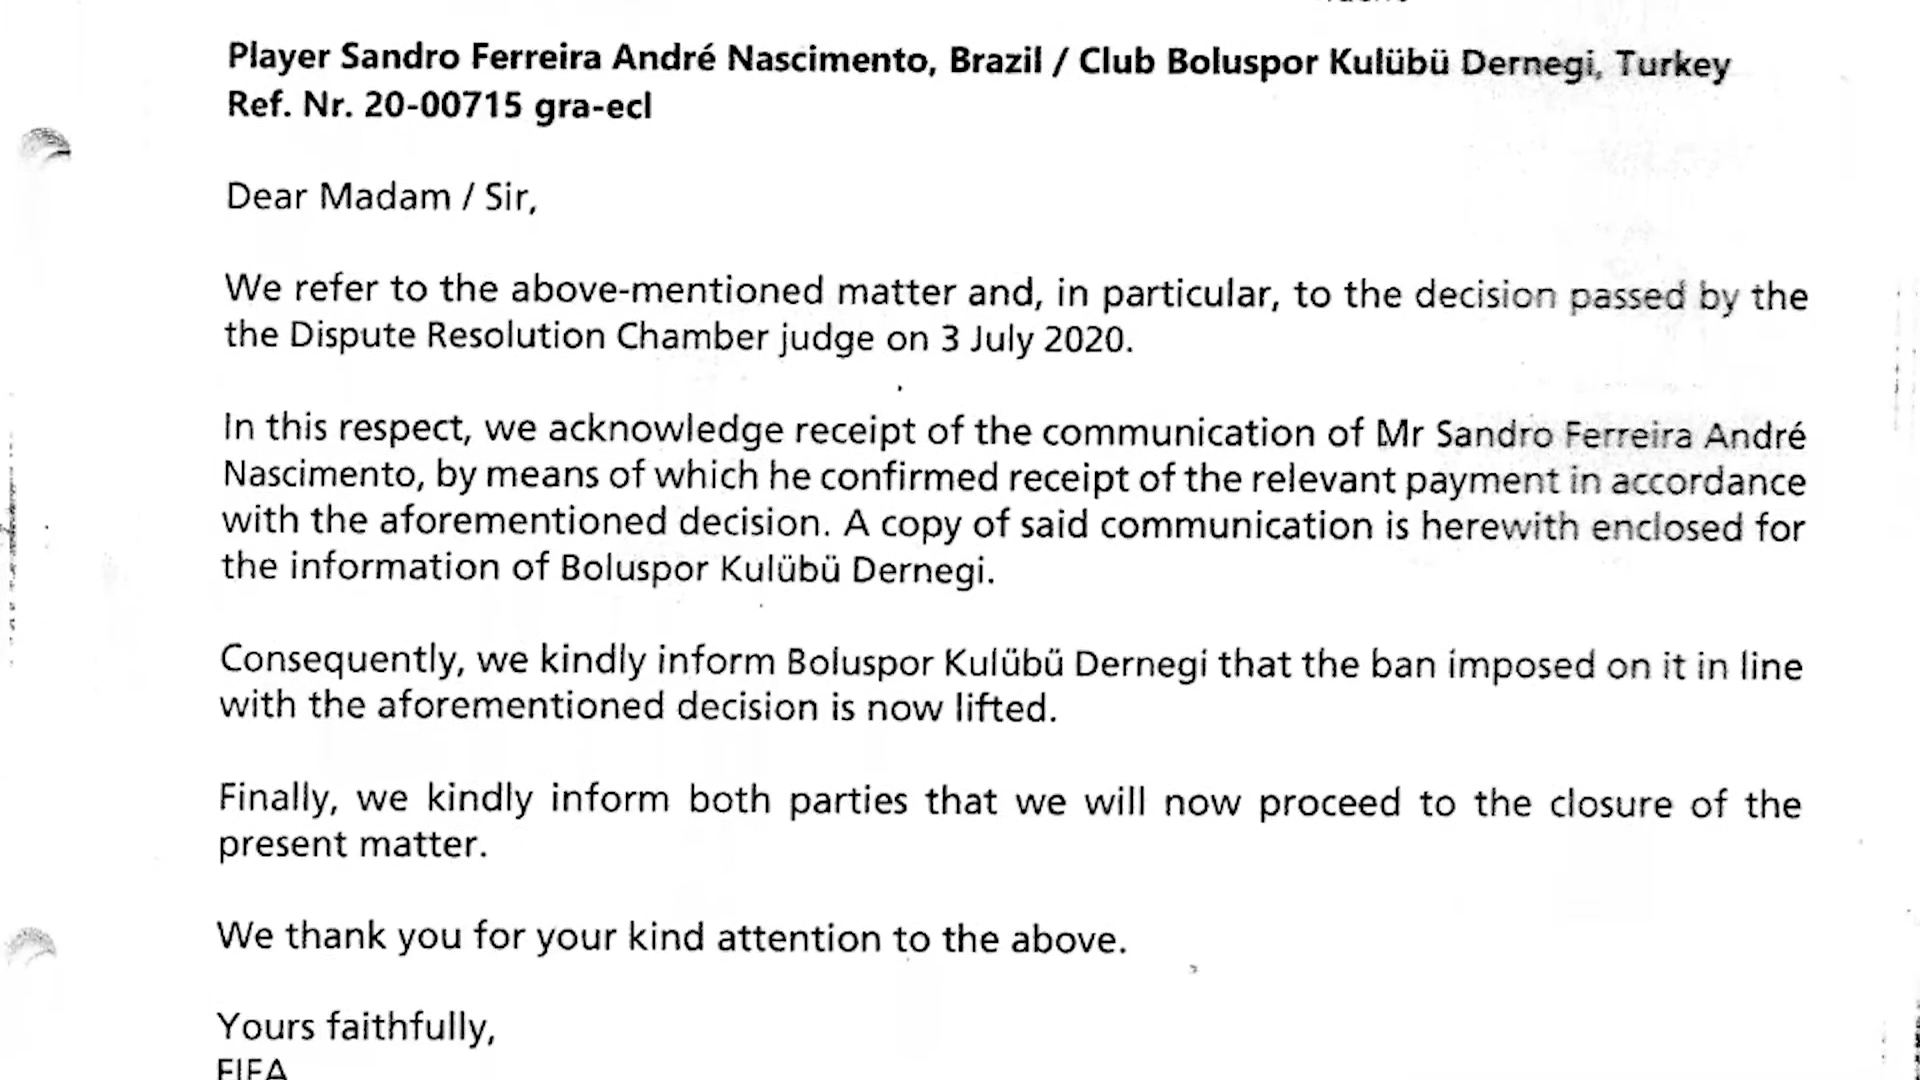 Player Sandro Ferreira André Nascimento, Brazil / Club Boluspor Kulübü Dernegi, Turkey
Ref. Nr. 20-00715 gra-ecl
Dear Madam / Sir,
We refer to the above-mentioned matter and, in particular, to the decision passed by the
the Dispute Resolution Chamber judge on 3 July 2020.
In this respect, we acknowledge receipt of the communication of Mr Sandro Ferreira André
Nascimento, by means of which he confirmed receipt of the relevant payment in accordance
with the aforementioned decision. A copy of said communication is herewith enclosed for
the information of Boluspor Kulübü Dernegi.
Consequently, we kindly inform Boluspor Kulübü Dernegi that the ban imposed on it in line
with the aforementioned decision is now lifted.
Finally, we kindly inform both parties that we will now proceed to the closure of the
present matter.
We thank you for your kind attention to the above.
Yours faithfully,
FIFA